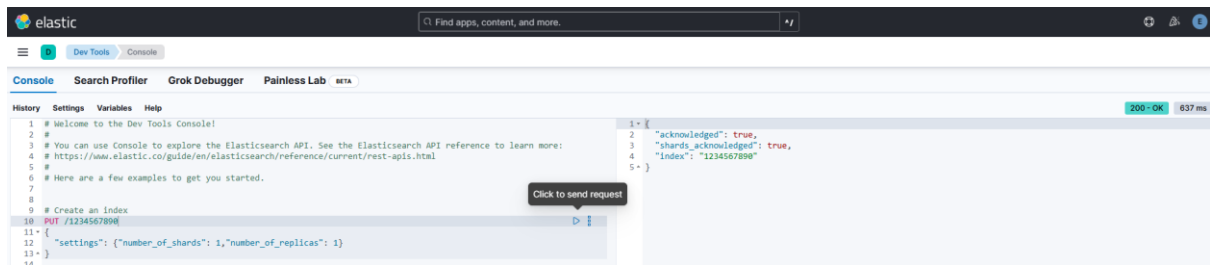 elastic
Find apps, content, and more.
*/
E
D
Dev Tools
Console
Console
Search Profiler
Grok Debugger
Painless Lab
BETA
History
Settings
Variables
Help
200 - OK
637 ms
1 # Welcome to the Dev Tools Console!
2 #
3 # You can use Console to explore the Elasticsearch API. See the Elasticsearch API reference to learn more:
4 # https://www.elastic.co/guide/en/elasticsearch/reference/current/rest-apis.html
5 #
6 # Here are a few examples to get you started.
7
8
9 # Create an index
10 PUT /1234567890
11 {
12 "settings": {"number_of_shards": 1,"number_of_replicas": 1}
13 }
14
Click to send request
1 {
2 "acknowledged": true,
3 "shards_acknowledged": true,
4 "index": "1234567890"
5 }